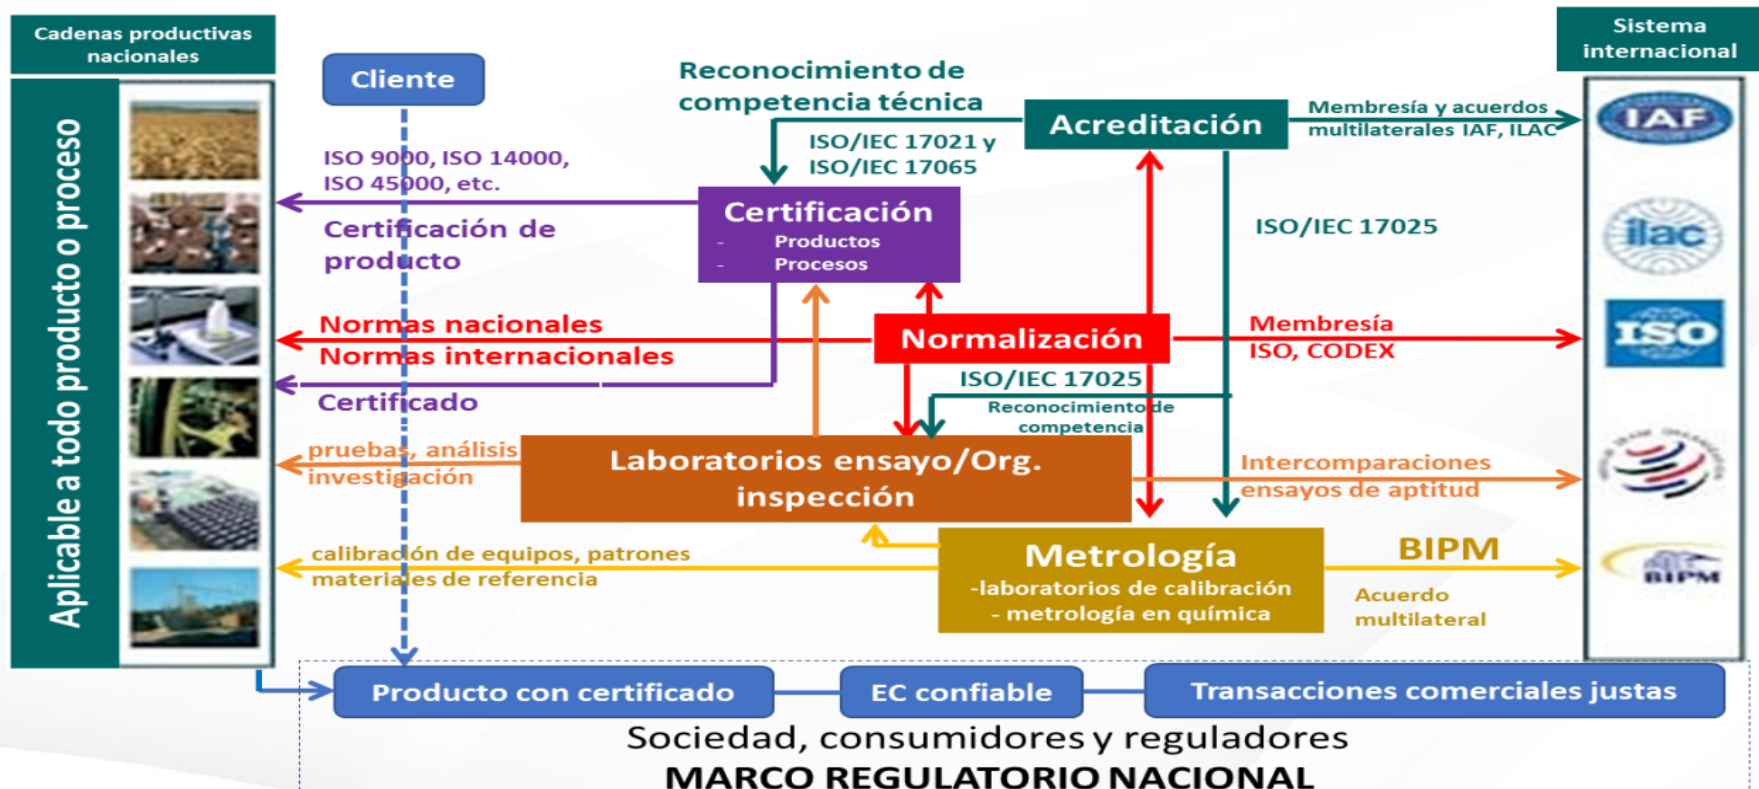 Cadenas productivas
nacionales
Aplicable a todo producto o proceso
Cliente
ISO 9000, ISO 14000,
ISO 45000, etc.
Certificación de
producto
Normas nacionales
Normas internacionales
Certificado
pruebas, análisis
investigación
calibración de equipos, patrones
materiales de referencia
Reconocimiento de
competencia técnica
ISO/IEC 17021 y
ISO/IEC 17065
Acreditación
Membresía y acuerdos
multilaterales IAF, ILAC
Certificación
- Productos
- Procesos
ISO/IEC 17025
Normalización
Membresía
ISO, CODEX
ISO/IEC 17025
Reconocimiento de
competencia
Laboratorios ensayo/Org.
inspección
Intercomparaciones
ensayos de aptitud
Metrología
-laboratorios de calibración
- metrología en química
BIPM
Acuerdo
multilateral
Sistema
internacional
IAF
ilac
ISO
BIPM
Producto con certificado
EC confiable
Transacciones comerciales justas
Sociedad, consumidores y reguladores
MARCO REGULATORIO NACIONAL